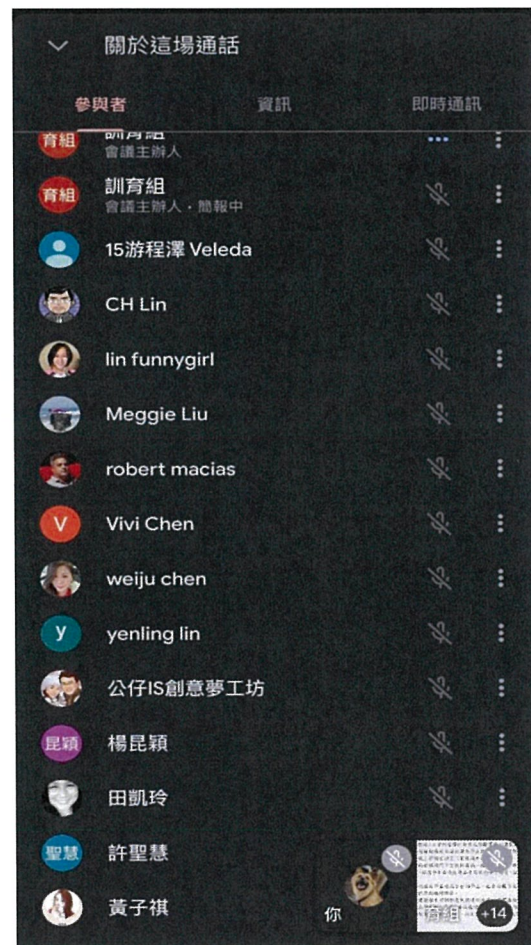 關於這場通話
參與者
資訊
即時通訊
育組
訓育組
會議主辦人
育組
訓育組
會議主辦人・簡報中
15游程澤 Veleda
CH Lin
lin funnygirl
Meggie Liu
robert macias
V
Vivi Chen
weiju chen
y
yenling lin
公仔IS創意夢工坊
昆穎
楊昆穎
田凱玲
聖慧
許聖慧
黃子祺
你
育組
+14